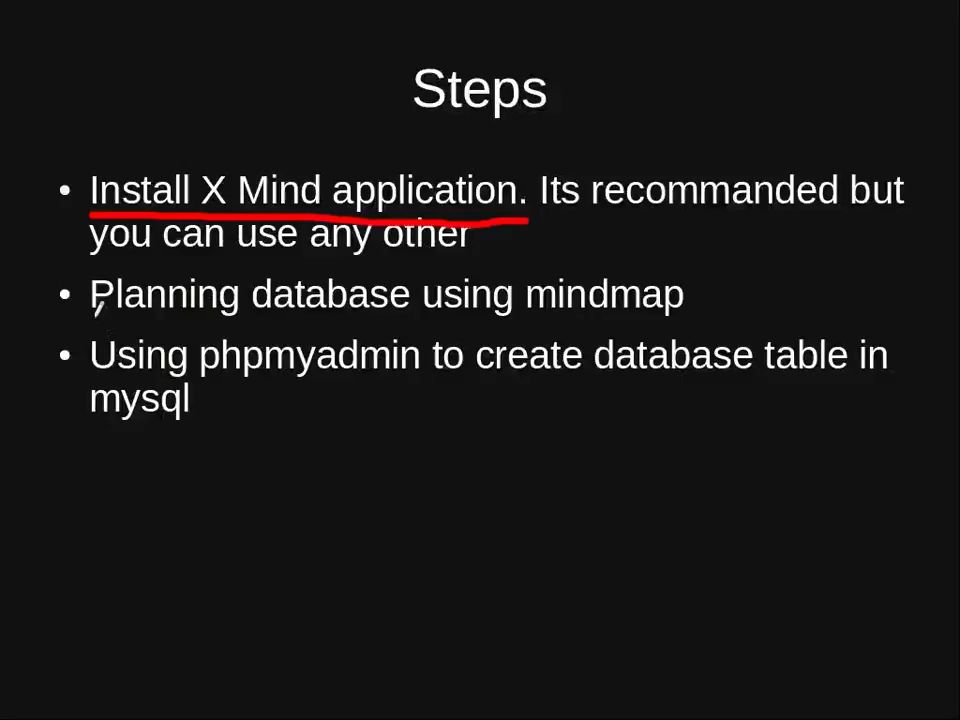 Steps
• Install X Mind application. Its recommanded but
you can use any other
• Planning database using mindmap
• Using phpmyadmin to create database table in
mysql